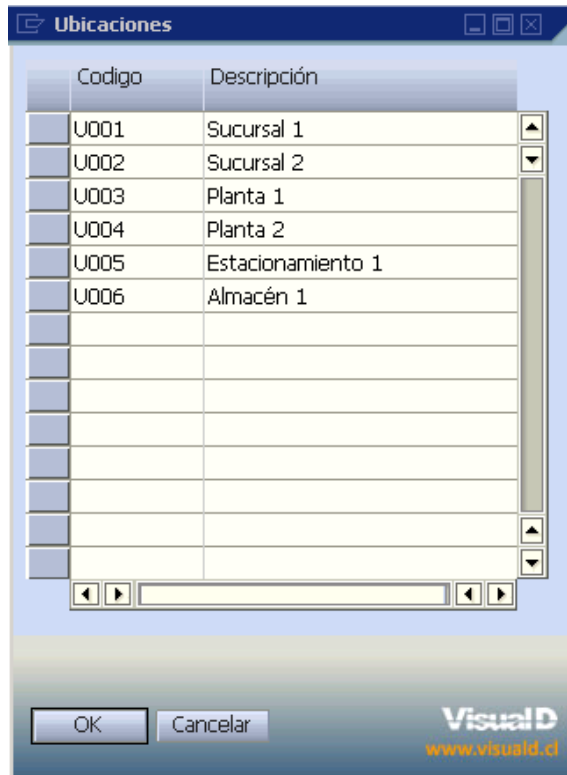 Ubicaciones
Codigo Descripción
U001 Sucursal 1
U002 Sucursal 2
U003 Planta 1
U004 Planta 2
U005 Estacionamiento 1
U006 Almacén 1
OK Cancelar
VisualD
www.visuald.cl